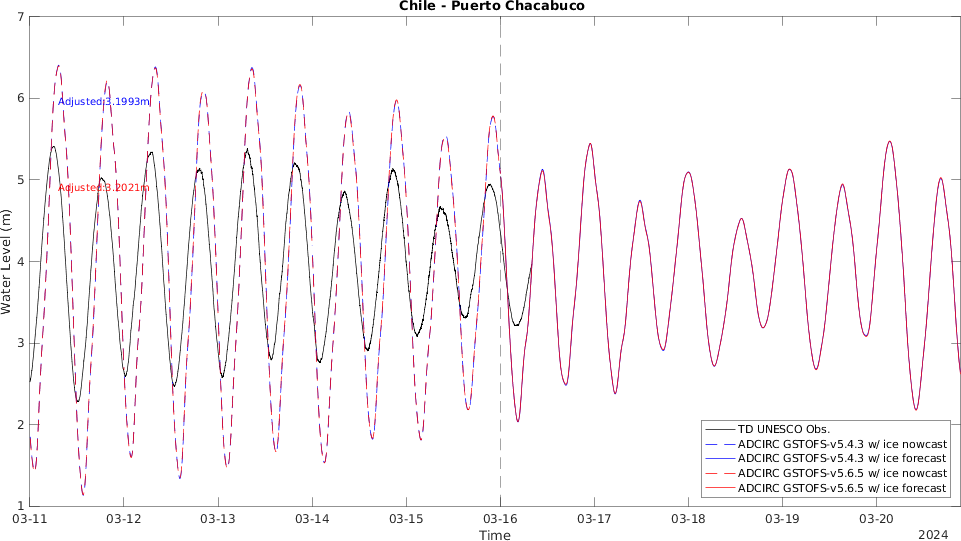 Chile - Puerto Chacabuco
7
6
5
4
3
2
1
Water Level (m)
Adjusted:3.1993m
Adjusted:3.2021m
TD UNESCO Obs.
ADCIRC GSTOFS-v5.4.3 w/ ice nowcast
ADCIRC GSTOFS-v5.4.3 w/ ice forecast
ADCIRC GSTOFS-v5.6.5 w/ ice nowcast
ADCIRC GSTOFS-v5.6.5 w/ ice forecast
03-11 03-12 03-13 03-14 03-15 03-16 03-17 03-18 03-19 03-20
Time
2024